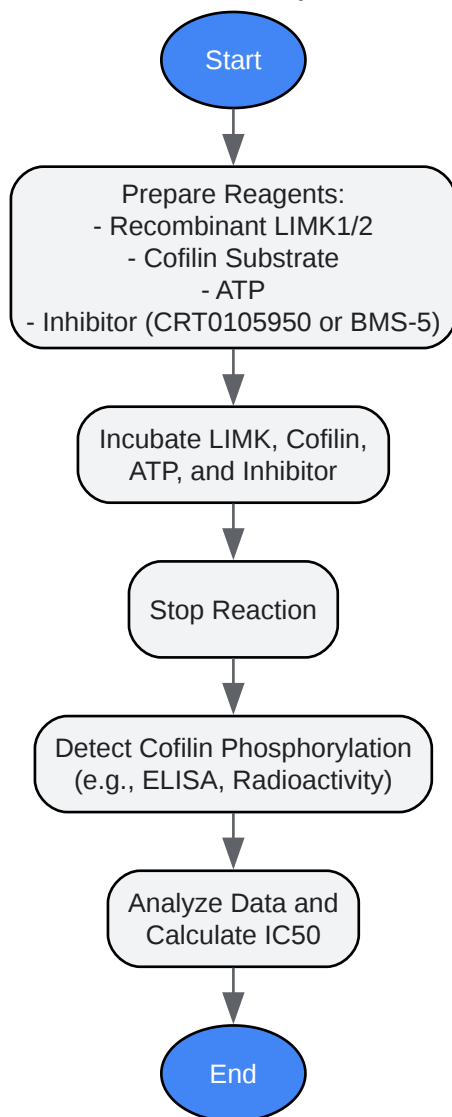 Start
Prepare Reagents:
- Recombinant LIMK1/2
- Cofilin Substrate
- ATP
- Inhibitor (CRT0105950 or BMS-5)
Incubate LIMK, Cofilin,
ATP, and Inhibitor
Stop Reaction
Detect Cofilin Phosphorylation
(e.g., ELISA, Radioactivity)
Analyze Data and
Calculate IC50
End